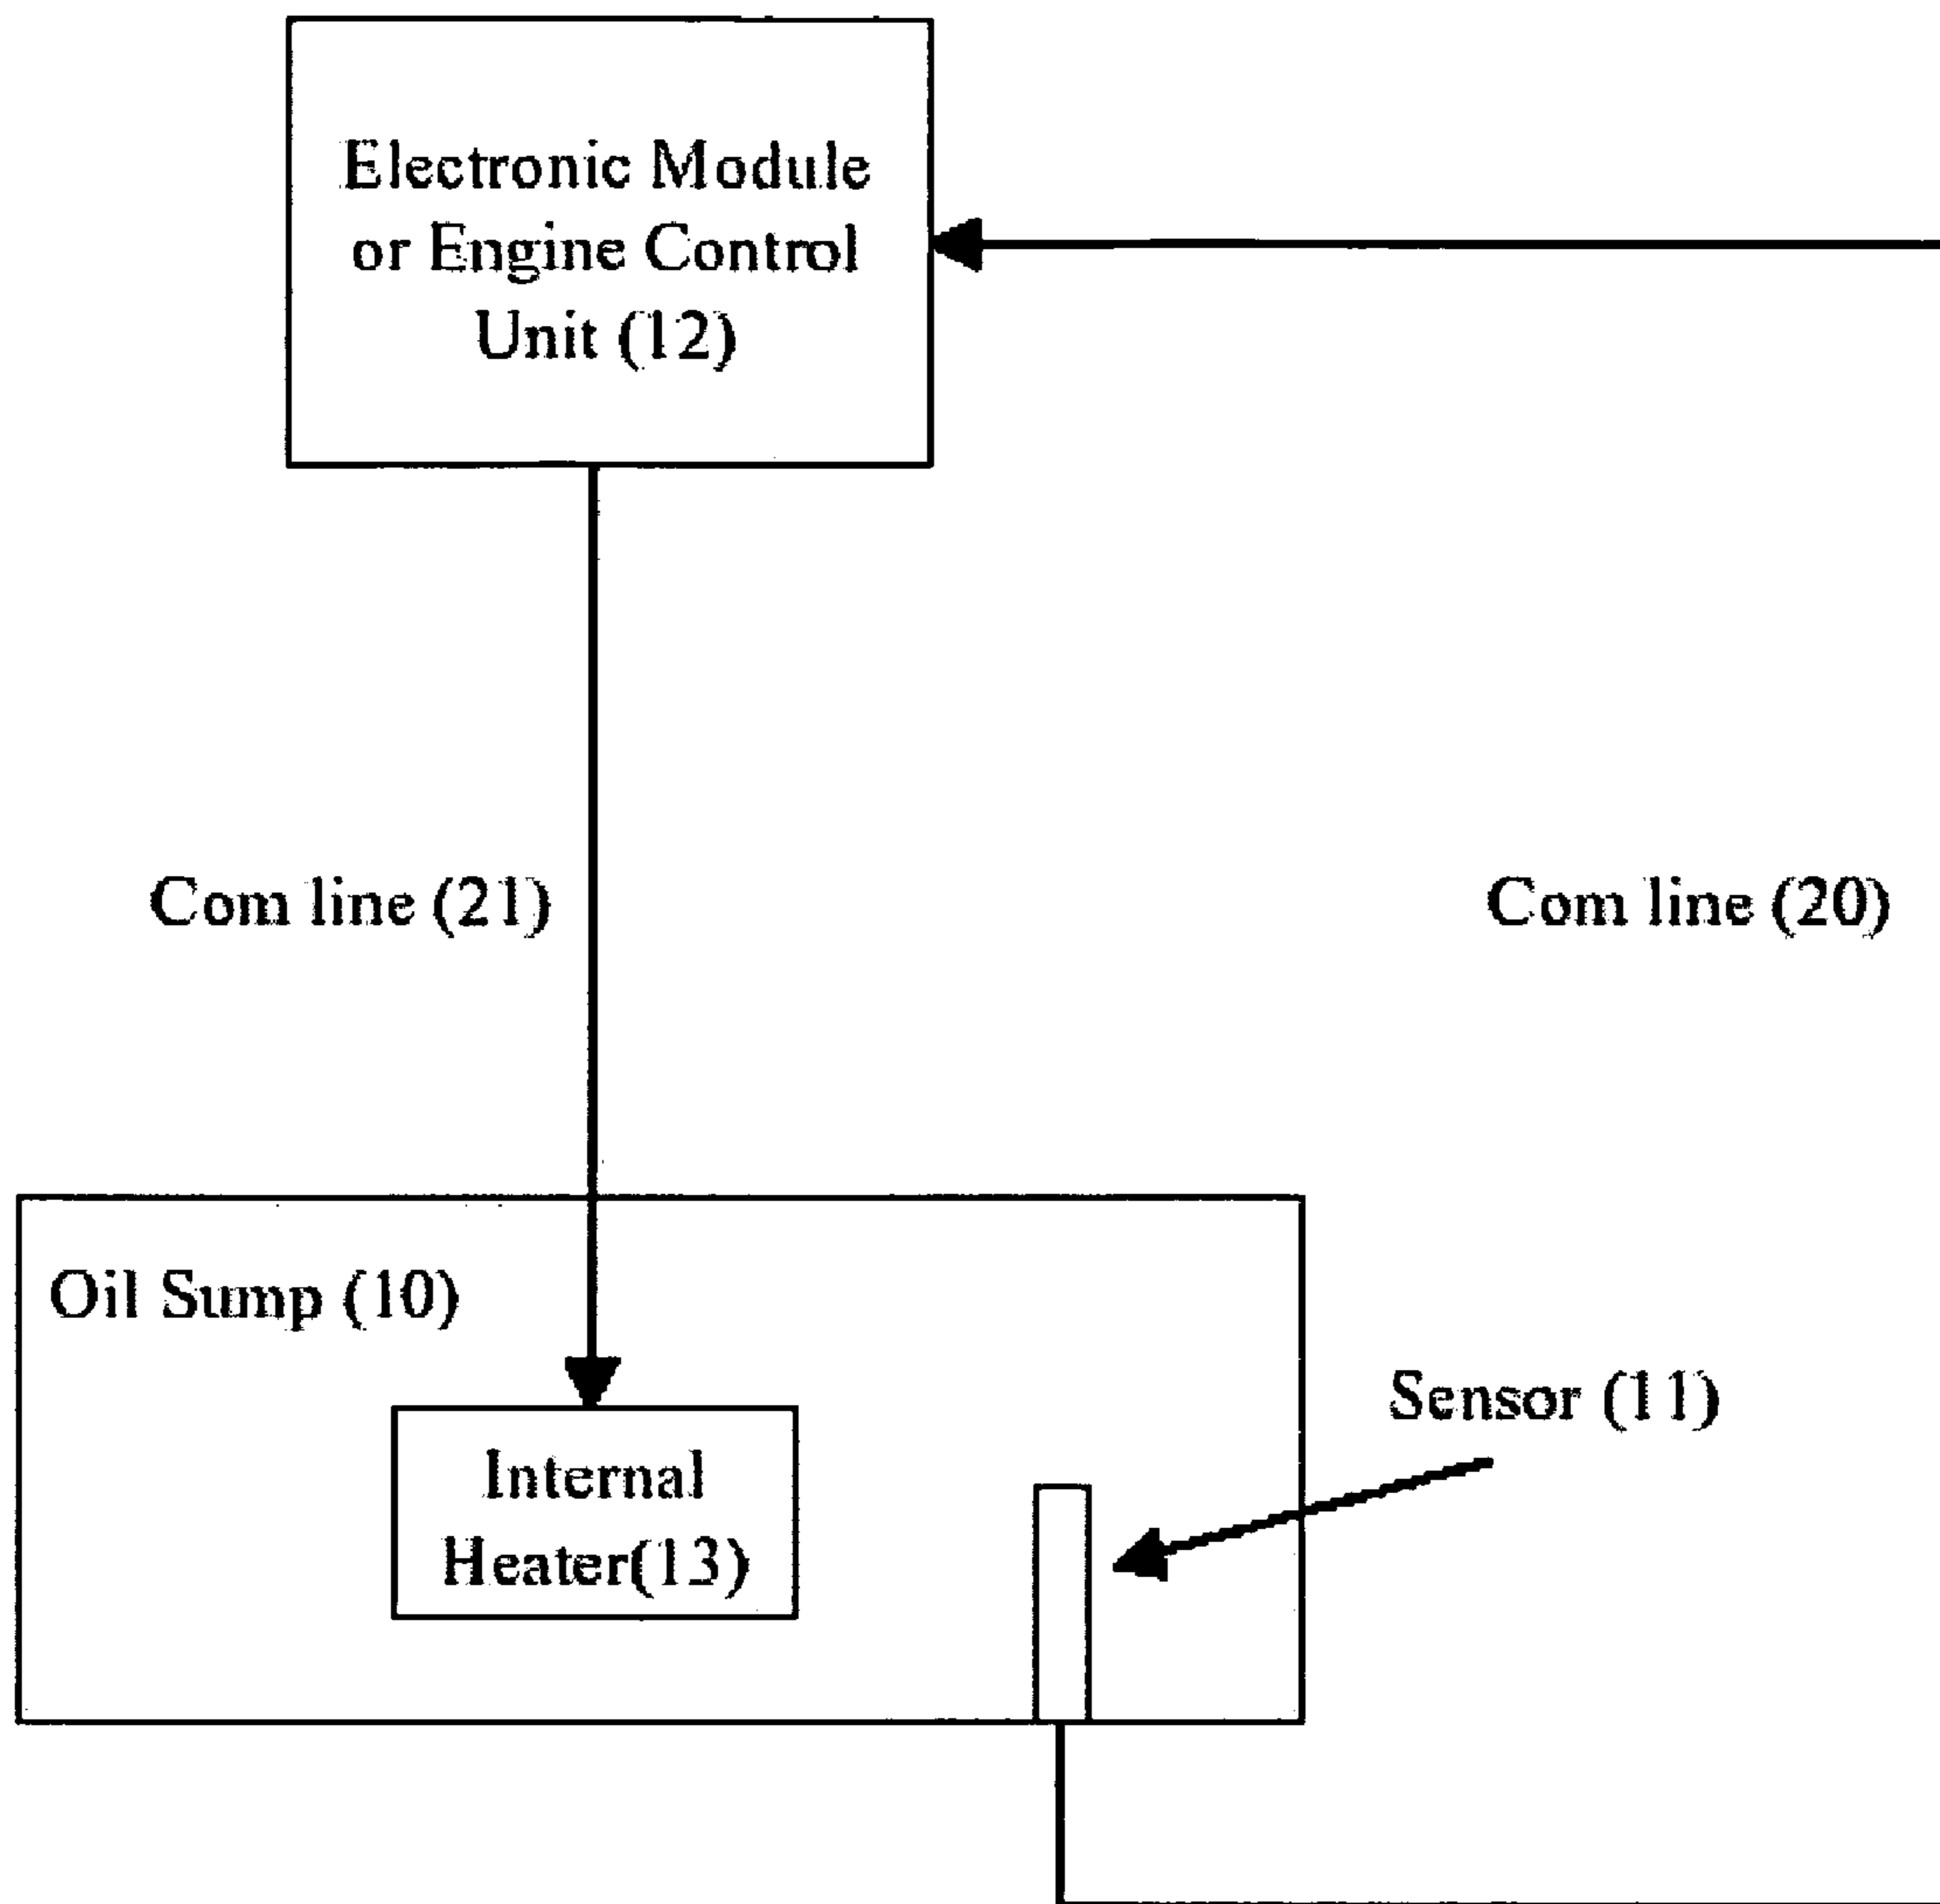 Electronic Module
or Engine Control
Unit (12)
Com line (21)
Com line (20)
Oil Sump (10)
Sensor (11)
Internal
Heater(13)